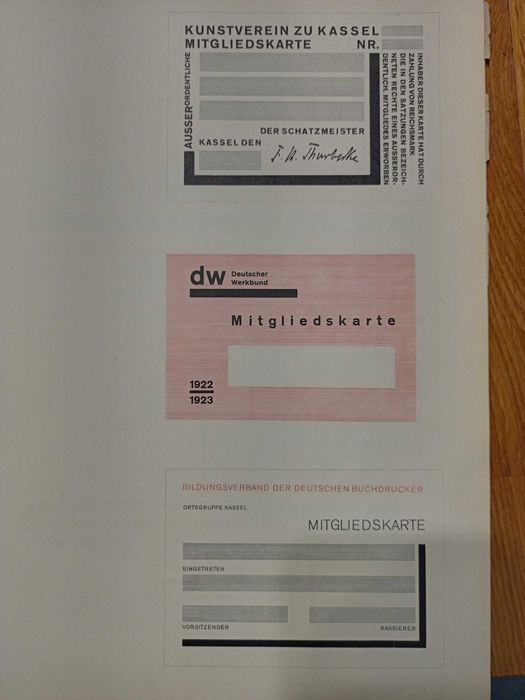 KUNSTVEREIN ZU KASSEL
MITGLIEDSKARTE NR.
AUSSERORDENTLICHE
DER SCHATZMEISTER
KASSEL DEN
INHABER DIESER KARTE HAT DURCH
ZAHLUNG VON REICHSMARK
DIE IN DEN SATZUNGEN BEZEICH-
NETEN RECHTE EINES AUSSEROR-
DENTLICH. MITGLIEDES ERWORBEN
dw Deutscher
Werkbund
Mitgliedskarte
1922
1923
BILDUNGSVERBAND DER DEUTSCHEN BUCHDRUCKER
ORTSGRUPPE KASSEL
MITGLIEDSKARTE
EINGETRETEN
VORSITZENDER KASSIERER